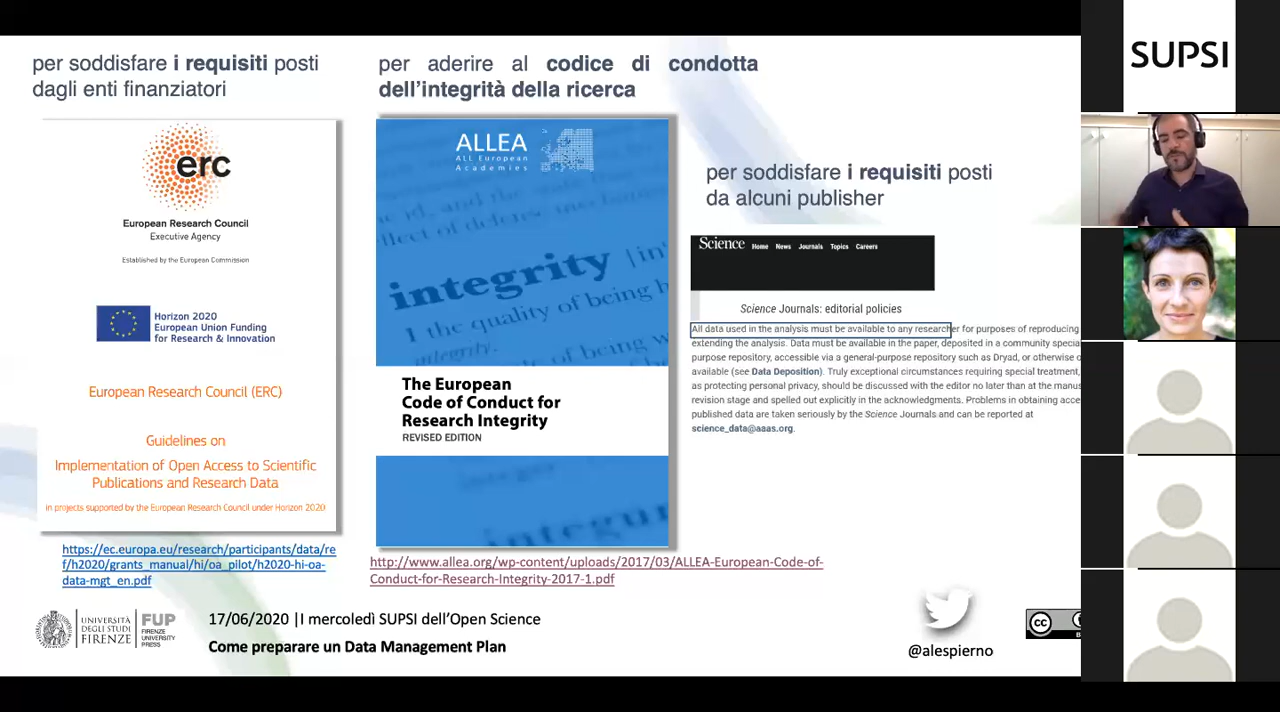 per soddisfare i requisiti posti
dagli enti finanziatori
erc
European Research Council
Executive Agency
Established by the European Commission
Horizon 2020
European Union Funding
for Research & Innovation
European Research Council (ERC)
Guidelines on
Implementation of Open Access to Scientific
Publications and Research Data
in projects supported by the European Research Council under Horizon 2020
https://ec.europa.eu/research/participants/data/re
f/h2020/grants_manual/hi/oa_pilot/h2020-hi-oa-
data-mgt_en.pdf
per aderire al codice di condotta
dell'integrità della ricerca
ALLEA
ALL European
Academies
integrity
1 the quality of being h
integrity.
The European
Code of Conduct for
Research Integrity
REVISED EDITION
http://www.allea.org/wp-content/uploads/2017/03/ALLEA-European-Code-of-
Conduct-for-Research-Integrity-2017-1.pdf
per soddisfare i requisiti posti
da alcuni publisher
Science Home News Journals Topics Careers
Science Journals: editorial policies
All data used in the analysis must be available to any researcher for purposes of reproducing
extending the analysis. Data must be available in the paper, deposited in a community special
purpose repository, accessible via a general-purpose repository such as Dryad, or otherwise
available (see Data Deposition). Truly exceptional circumstances requiring special treatment,
as protecting personal privacy, should be discussed with the editor no later than at the
revision stage and spelled out explicitly in the acknowledgments. Problems in obtaining
published data are taken seriously by the Science Journals and can be reported at
science_data@aaas.org.
UNIVERSITÀ
DEGLI STUDI
FIRENZE
FUP
FIRENZE
UNIVERSITY
PRESS
17/06/2020 |I mercoledì SUPSI dell'Open Science
Come preparare un Data Management Plan
@alespierno
cc
SUPSI